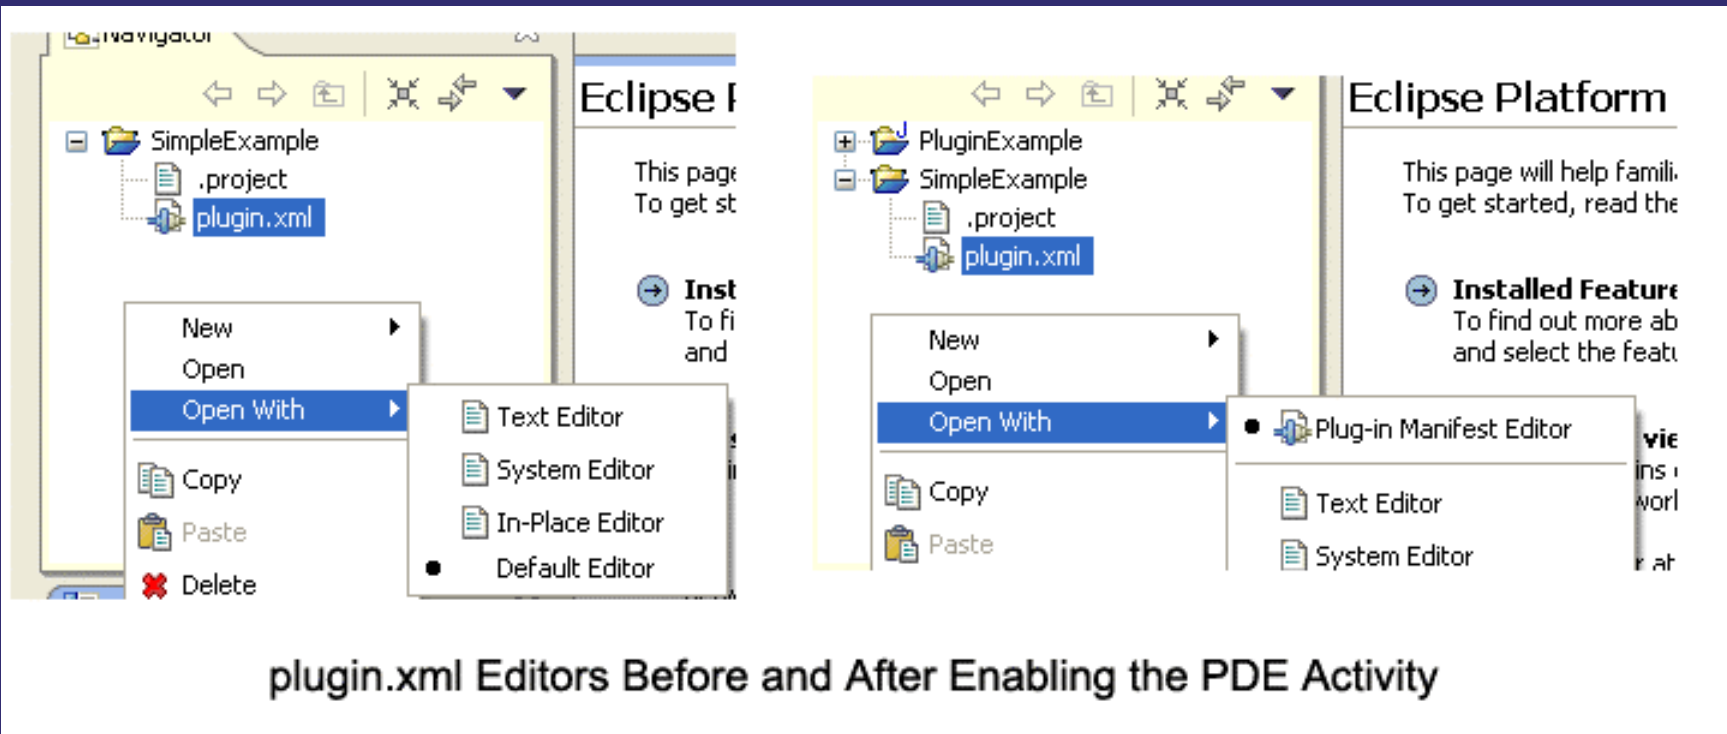 Navigator
Eclipse
SimpleExample
.project
plugin.xml
This page
To get st
Inst
To fi
and
New
Open
Open With
Copy
Paste
Delete
Text Editor
System Editor
In-Place Editor
Default Editor
Eclipse Platform
PluginExample
SimpleExample
.project
plugin.xml
This page will help famili
To get started, read the
Installed Feature
To find out more ab
and select the featu
New
Open
Open With
Copy
Paste
Plug-in Manifest Editor
Text Editor
System Editor
plugin.xml Editors Before and After Enabling the PDE Activity